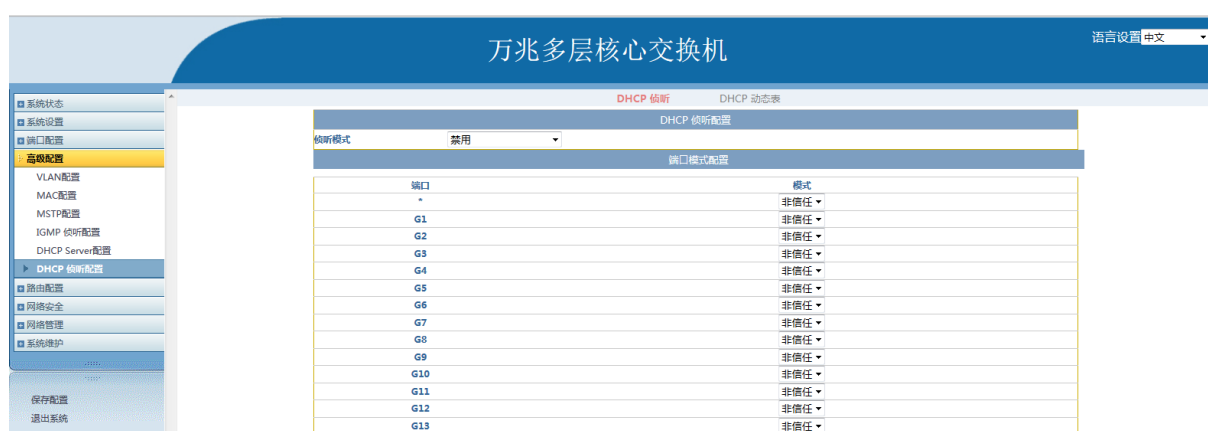 万兆多层核心交换机
语言设置 中文
系统状态
系统设置
端口配置
高级配置
VLAN配置
MAC配置
MSTP配置
IGMP 侦听配置
DHCP Server配置
DHCP 侦听配置
路由配置
网络安全
网络管理
系统维护
保存配置
退出系统
DHCP 侦听 DHCP 动态表
DHCP 侦听配置
侦听模式 禁用
端口模式配置
端口 模式
* 非信任
G1 非信任
G2 非信任
G3 非信任
G4 非信任
G5 非信任
G6 非信任
G7 非信任
G8 非信任
G9 非信任
G10 非信任
G11 非信任
G12 非信任
G13 非信任